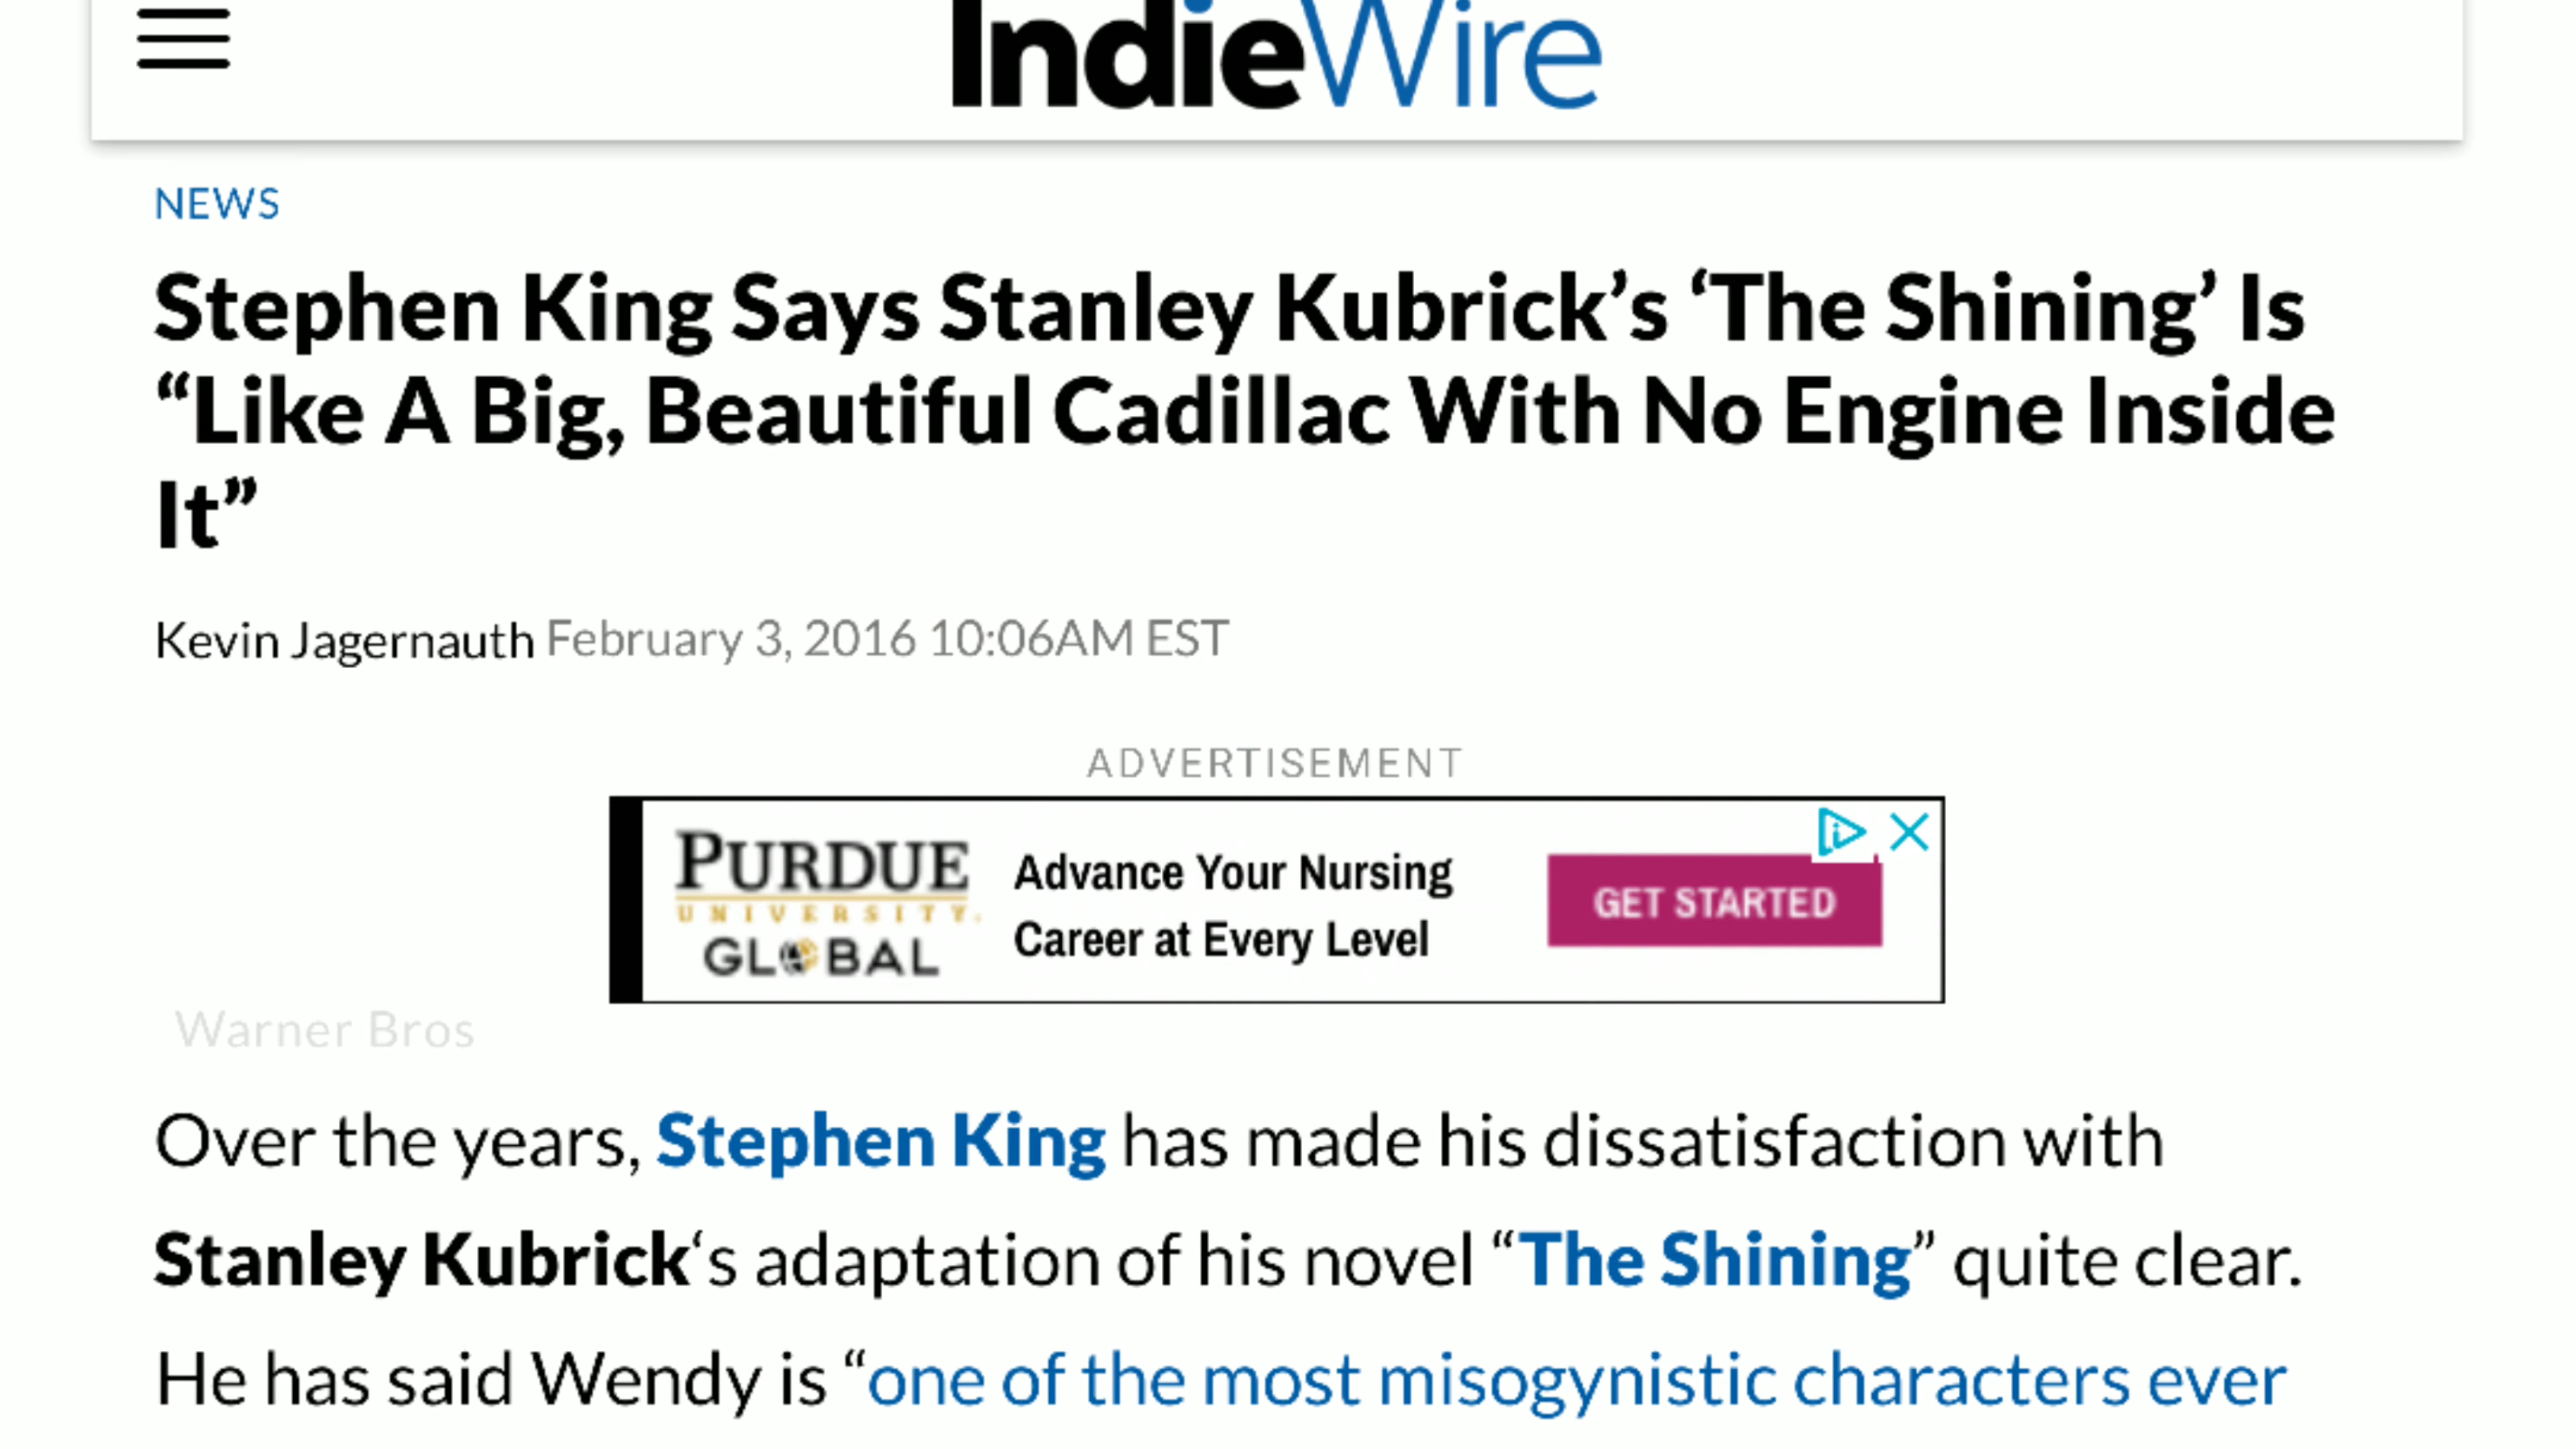 IndieWire
NEWS
Stephen King Says Stanley Kubrick’s ‘The Shining’ Is
“Like A Big, Beautiful Cadillac With No Engine Inside
It”
Kevin Jagernauth February 3, 2016 10:06AM EST
ADVERTISEMENT
PURDUE
UNIVERSITY.
GLOBAL
Advance Your Nursing
Career at Every Level
GET STARTED
Warner Bros
Over the years, Stephen King has made his dissatisfaction with
Stanley Kubrick‘s adaptation of his novel “The Shining” quite clear.
He has said Wendy is “one of the most misogynistic characters ever